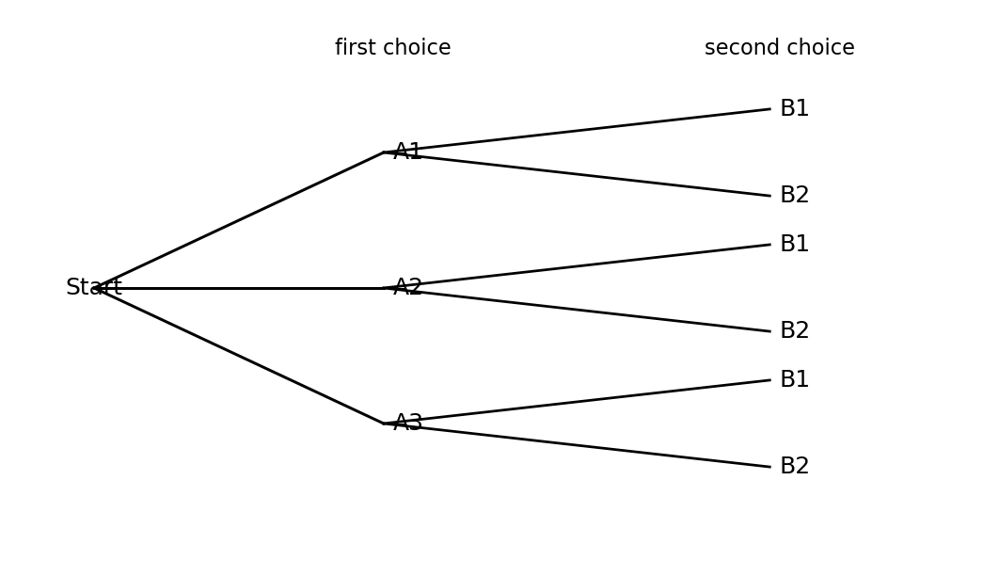 first choice
second choice
B1
A1
B2
B1
Start
A2
B2
B1
A3
B2